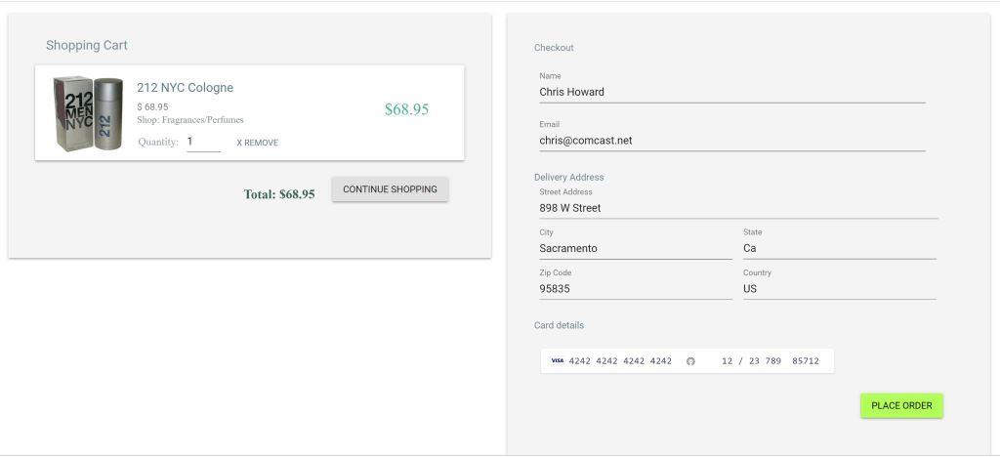 Shopping Cart
212 NYC Cologne
$ 68.95
Shop: Fragrances/Perfumes
$68.95
Quantity: 1 X REMOVE
Total: $68.95 CONTINUE SHOPPING
212
MEN
NYC
212
Checkout
Name
Chris Howard
Email
chris@comcast.net
Delivery Address
Street Address
898 W Street
City State
Sacramento Ca
Zip Code Country
95835 US
Card details
VISA 4242 4242 4242 4242 12 / 23 789 85712
PLACE ORDER